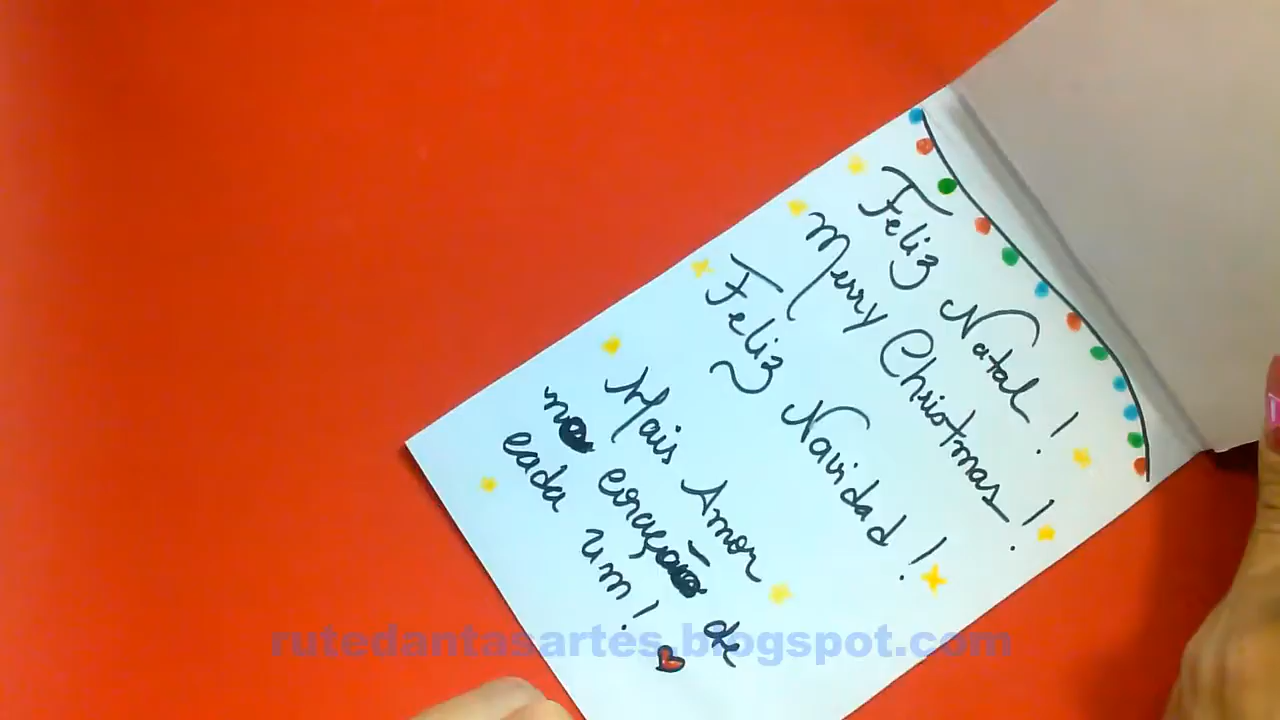 Feliz Natal!
Merry Christmas!
Feliz Navidad!
Mais Amor
no coração de
cada um!
rutedantasartes.blogspot.com